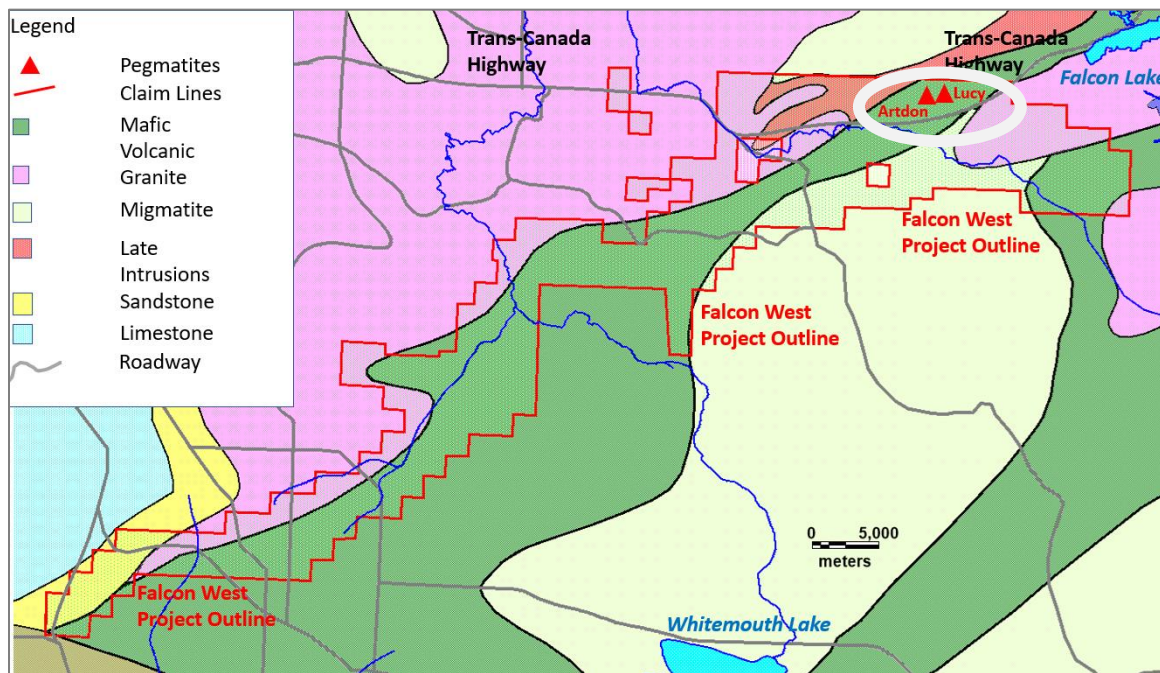 Legend
Pegmatites
Claim Lines
Mafic
Volcanic
Granite
Migmatite
Late
Intrusions
Sandstone
Limestone
Roadway
Trans-Canada
Highway
Trans-Canada
Highway
Falcon Lake
Lucy
Artdon
Falcon West
Project Outline
Falcon West
Project Outline
0 5,000
meters
Falcon West
Project Outline
Whitemouth Lake